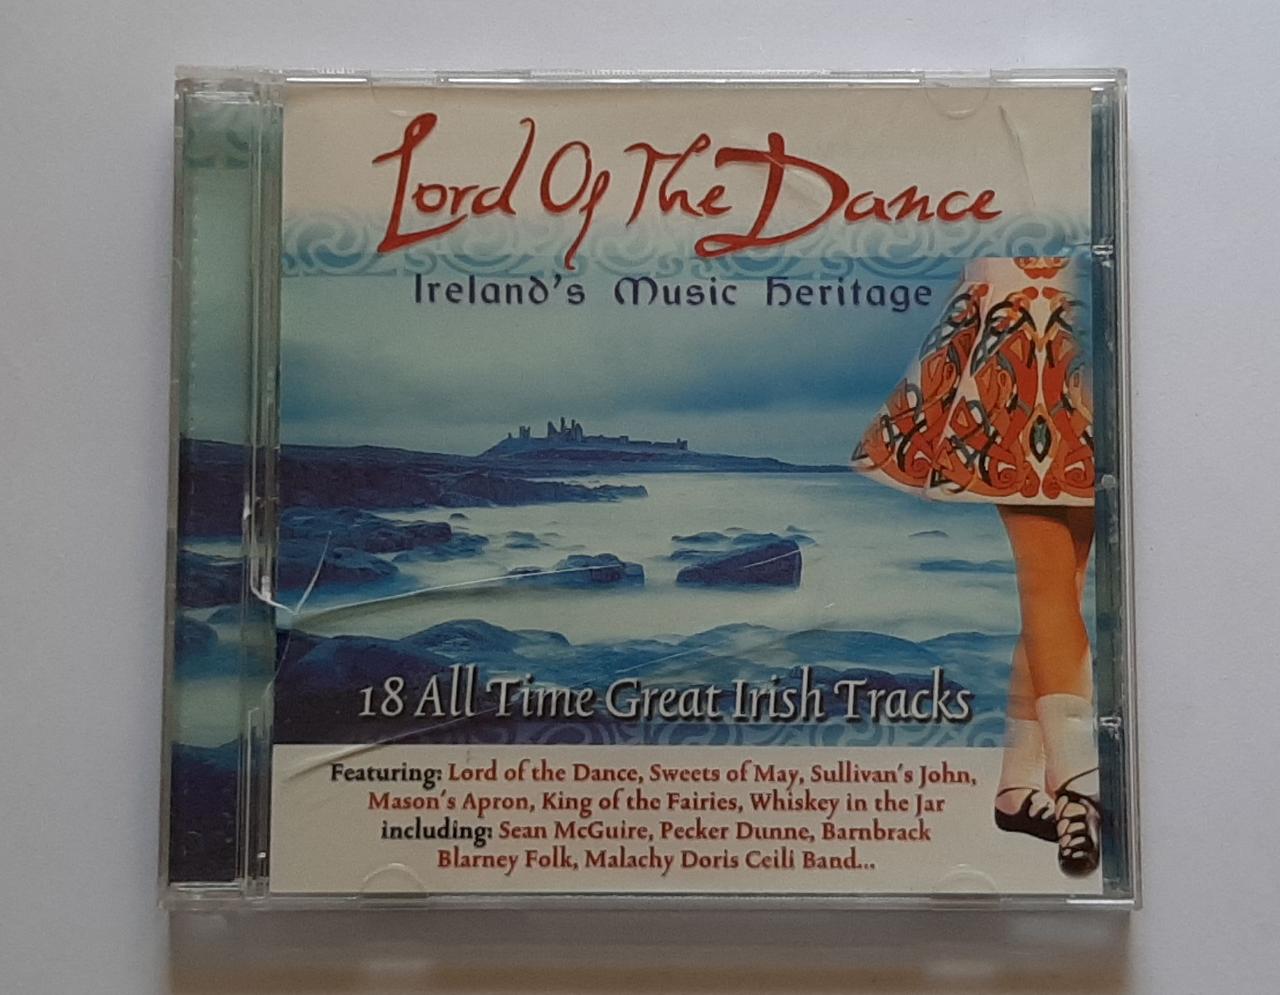 Lord Of The Dance
Ireland's Music Heritage
18 All Time Great Irish Tracks
Featuring: Lord of the Dance, Sweets of May, Sullivan's John,
Mason's Apron, King of the Fairies, Whiskey in the Jar
including: Sean McGuire, Pecker Dunne, Barnbrack
Blarney Folk, Malachy Doris Ceili Band...